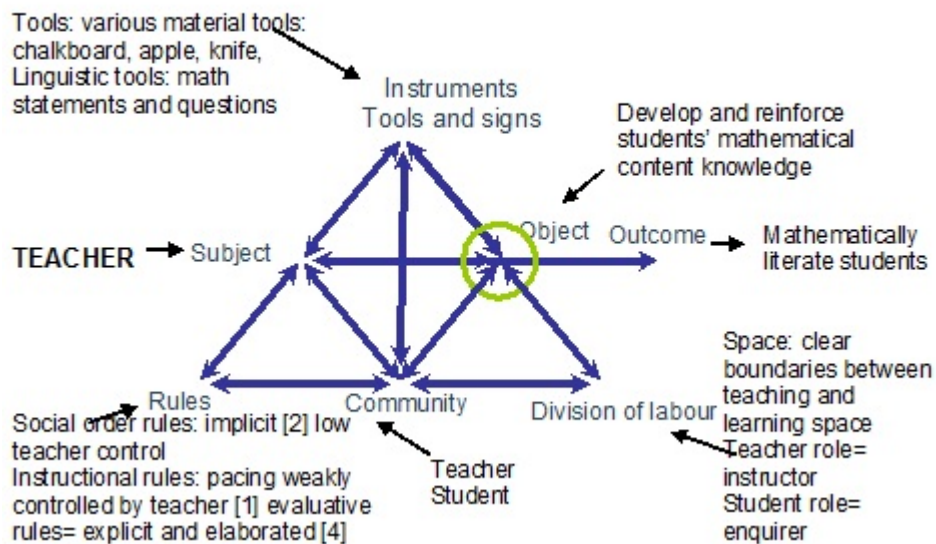 Tools: various material tools:
chalkboard, apple, knife,
Linguistic tools: math
statements and questions
Instruments
Tools and signs
Develop and reinforce
students' mathematical
content knowledge
TEACHER
Subject
Object
Outcome
Mathematically
literate students
Rules
Community
Division of labour
Social order rules: implicit [2] low
teacher control
Instructional rules: pacing weakly
controlled by teacher [1] evaluative
rules= explicit and elaborated [4]
Teacher
Student
Space: clear
boundaries between
teaching and
learning space
Teacher role=
instructor
Student role=
enquirer